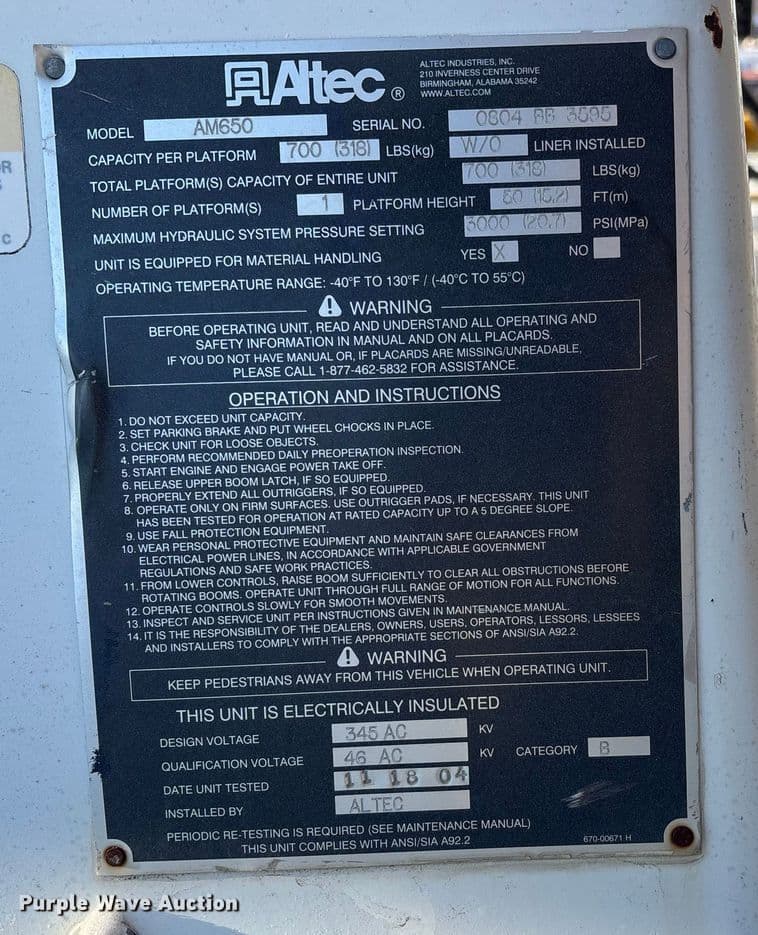 Altec ®
ALTEC INDUSTRIES, INC.
210 INVERNESS CENTER DRIVE
BIRMINGHAM, ALABAMA 35242
WWW.ALTEC.COM
MODEL AM650 SERIAL NO. 0804 BB 3595
CAPACITY PER PLATFORM 700 (318) LBS(kg) W/O LINER INSTALLED
TOTAL PLATFORM(S) CAPACITY OF ENTIRE UNIT 700 (318) LBS(kg)
NUMBER OF PLATFORM(S) 1 PLATFORM HEIGHT 50 (15.2) FT(m)
MAXIMUM HYDRAULIC SYSTEM PRESSURE SETTING 3000 (20.7) PSI(MPa)
UNIT IS EQUIPPED FOR MATERIAL HANDLING YES X NO
OPERATING TEMPERATURE RANGE: -40°F TO 130°F / (-40°C TO 55°C)
WARNING
BEFORE OPERATING UNIT, READ AND UNDERSTAND ALL OPERATING AND
SAFETY INFORMATION IN MANUAL AND ON ALL PLACARDS.
IF YOU DO NOT HAVE MANUAL OR, IF PLACARDS ARE MISSING/UNREADABLE,
PLEASE CALL 1-877-462-5832 FOR ASSISTANCE.
OPERATION AND INSTRUCTIONS
1. DO NOT EXCEED UNIT CAPACITY.
2. SET PARKING BRAKE AND PUT WHEEL CHOCKS IN PLACE.
3. CHECK UNIT FOR LOOSE OBJECTS.
4. PERFORM RECOMMENDED DAILY PREOPERATION INSPECTION.
5. START ENGINE AND ENGAGE POWER TAKE OFF.
6. RELEASE UPPER BOOM LATCH, IF SO EQUIPPED.
7. PROPERLY EXTEND ALL OUTRIGGERS, IF SO EQUIPPED.
8. OPERATE ONLY ON FIRM SURFACES. USE OUTRIGGER PADS, IF NECESSARY. THIS UNIT
HAS BEEN TESTED FOR OPERATION AT RATED CAPACITY UP TO A 5 DEGREE SLOPE.
9. USE FALL PROTECTION EQUIPMENT.
10. WEAR PERSONAL PROTECTIVE EQUIPMENT AND MAINTAIN SAFE CLEARANCES FROM
ELECTRICAL POWER LINES, IN ACCORDANCE WITH APPLICABLE GOVERNMENT
REGULATIONS AND SAFE WORK PRACTICES.
11. FROM LOWER CONTROLS, RAISE BOOM SUFFICIENTLY TO CLEAR ALL OBSTRUCTIONS BEFORE
ROTATING BOOMS. OPERATE UNIT THROUGH FULL RANGE OF MOTION FOR ALL FUNCTIONS.
12. OPERATE CONTROLS SLOWLY FOR SMOOTH MOVEMENTS.
13. INSPECT AND SERVICE UNIT PER INSTRUCTIONS GIVEN IN MAINTENANCE MANUAL.
14. IT IS THE RESPONSIBILITY OF THE DEALERS, OWNERS, USERS, OPERATORS, LESSORS, LESSEES
AND INSTALLERS TO COMPLY WITH THE APPROPRIATE SECTIONS OF ANSI/SIA A92.2.
WARNING
KEEP PEDESTRIANS AWAY FROM THIS VEHICLE WHEN OPERATING UNIT.
THIS UNIT IS ELECTRICALLY INSULATED
DESIGN VOLTAGE 345 AC KV
QUALIFICATION VOLTAGE 46 AC KV CATEGORY B
DATE UNIT TESTED 11 18 04
INSTALLED BY ALTEC
PERIODIC RE-TESTING IS REQUIRED (SEE MAINTENANCE MANUAL)
THIS UNIT COMPLIES WITH ANSI/SIA A92.2
670-00671 H
Purple Wave Auction